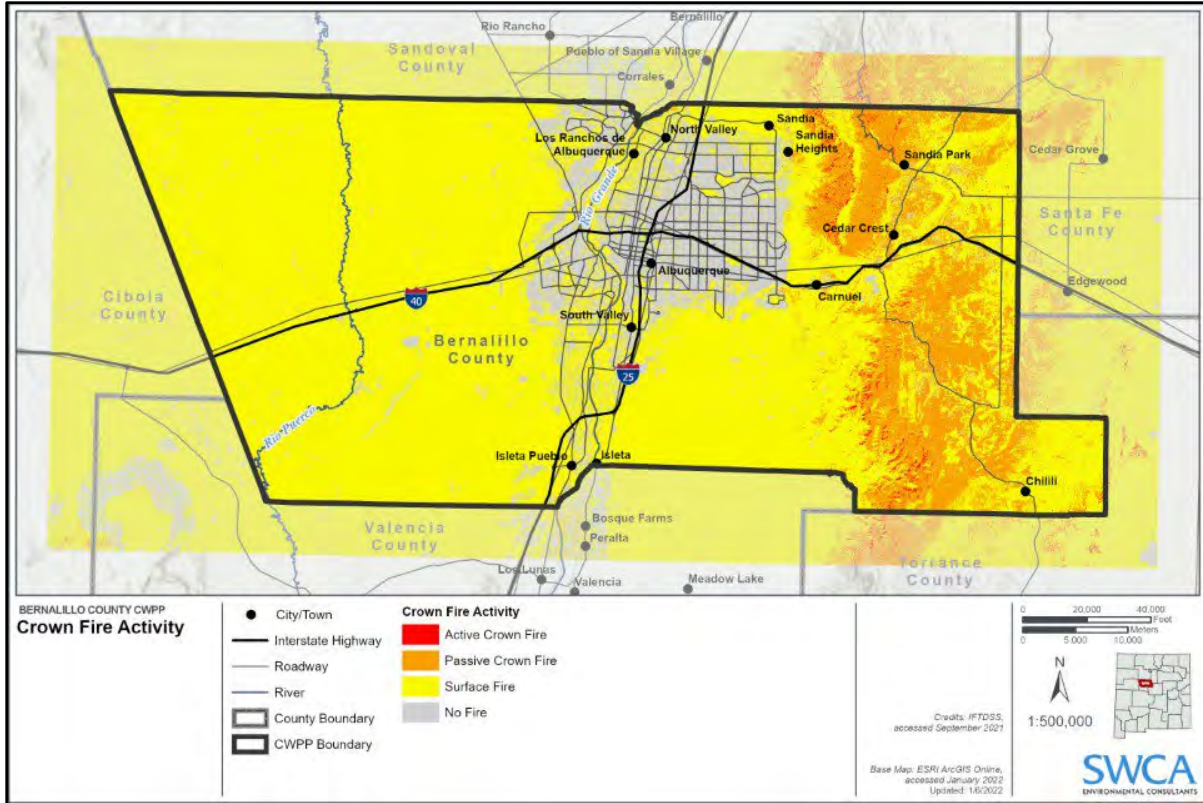 Bernalillo
Rio Rancho
Sandoval
County
Pueblo of Sandia Village
Corrales
Los Ranchos de
Albuquerque
North Valley
Sandia
Sandia
Heights
Sandia Park
Cedar Grove
Rio Grande
Santa Fe
County
Cedar Crest
Albuquerque
Cibola
County
40
Carnuel
Edgewood
South Valley
Bernalillo
County
25
Rio Puerco
Isleta Pueblo
Isleta
Chilili
Valencia
County
Bosque Farms
Peralta
Los Lunas
Valencia
Meadow Lake
Torrance
County
BERNALILLO COUNTY CWPP
Crown Fire Activity
City/Town
Interstate Highway
Roadway
River
County Boundary
CWPP Boundary
Crown Fire Activity
Active Crown Fire
Passive Crown Fire
Surface Fire
No Fire
Credits: IFTDSS,
accessed September 2021
Base Map: ESRI ArcGIS Online,
accessed January 2022
Updated: 1/6/2022
0 20,000 40,000
Feet
Meters
0 5,000 10,000
N
1:500,000
SWCA
ENVIRONMENTAL CONSULTANTS